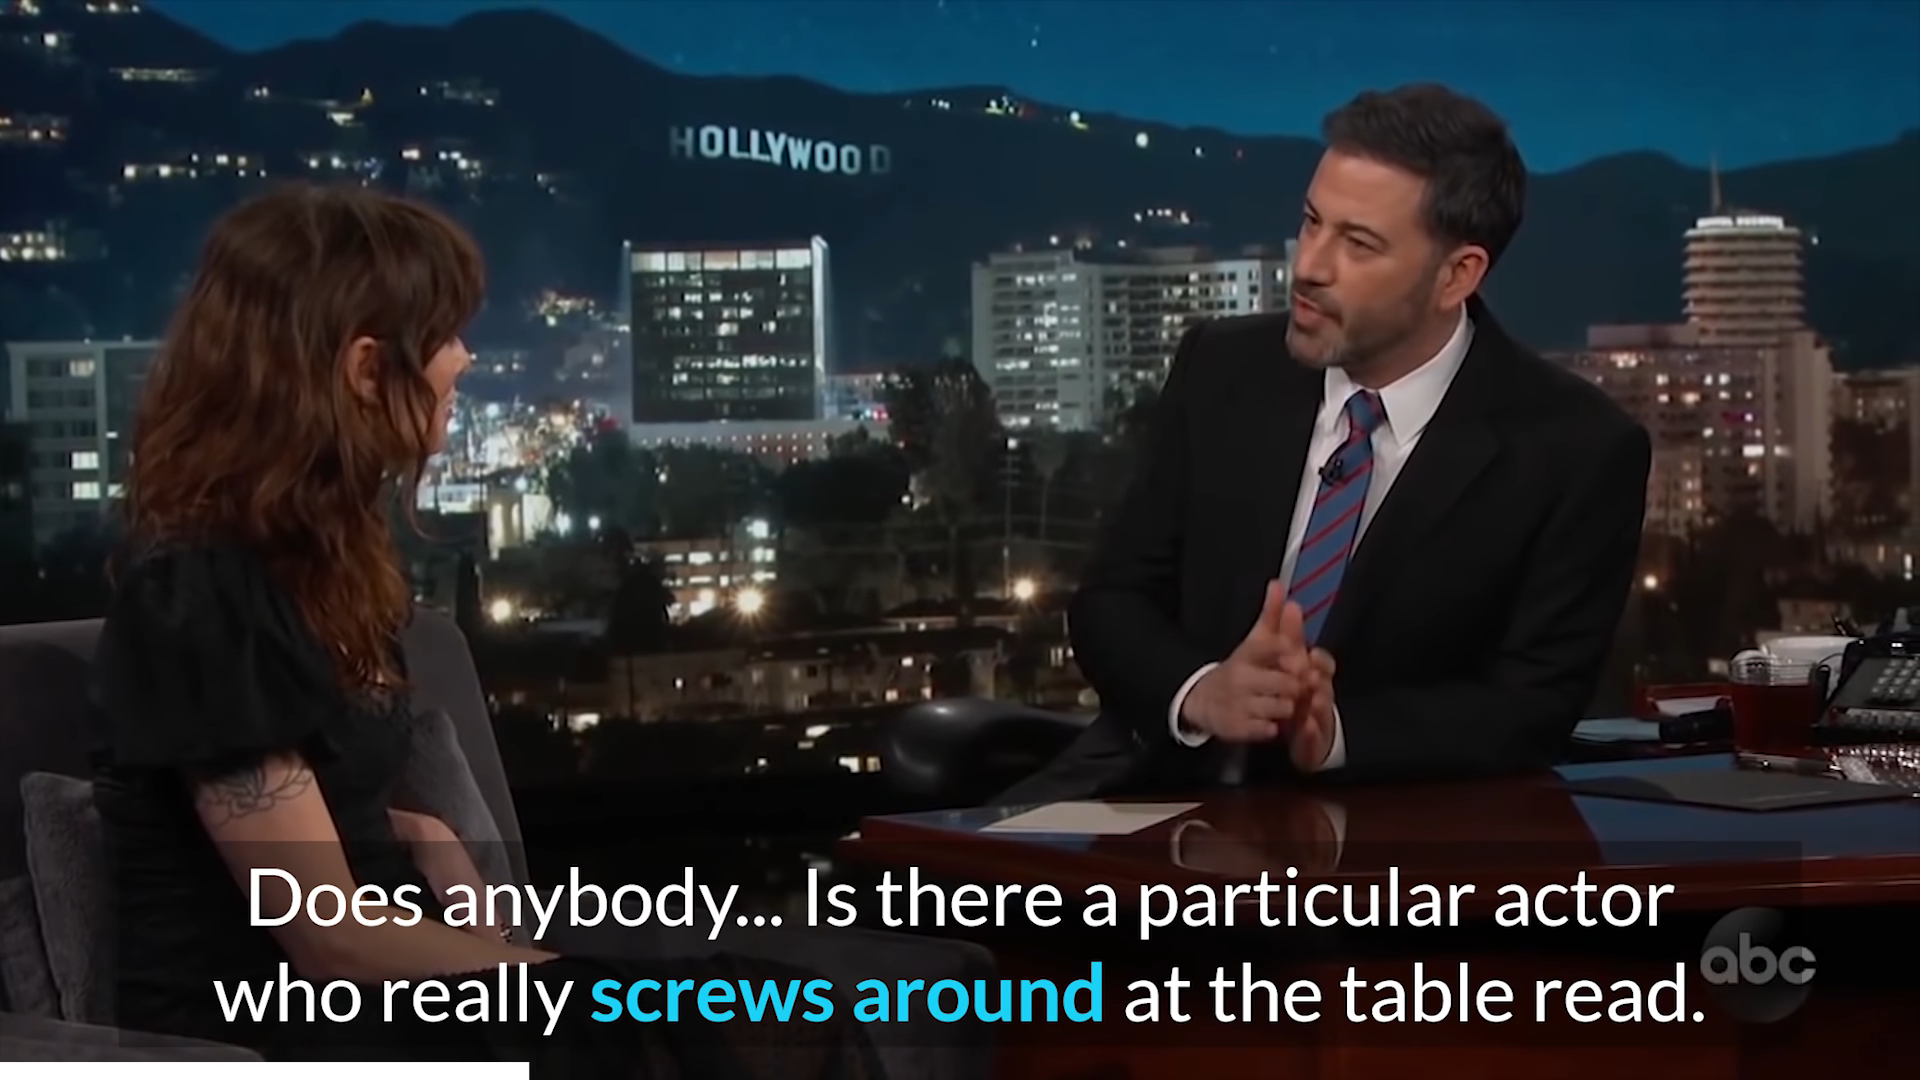 HOLLYWOOD
Does anybody... Is there a particular actor
who really screws around at the table read.
abc